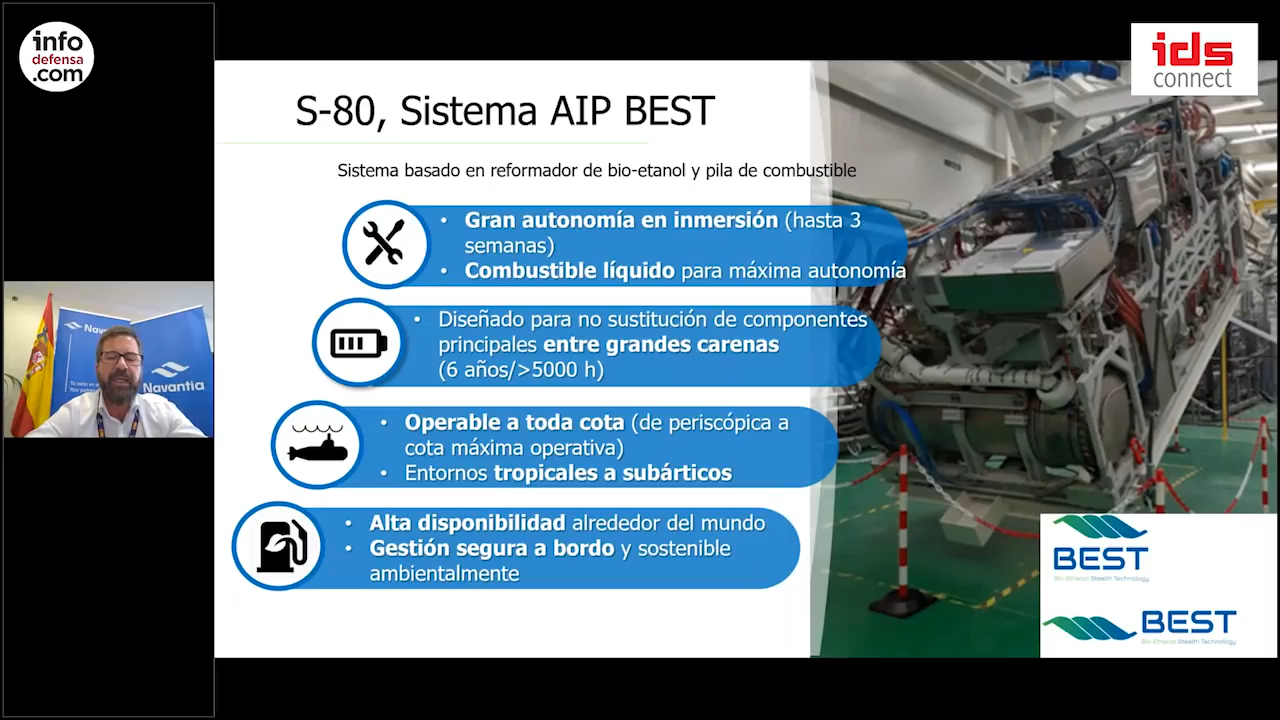 info
defensa
.com
ids
connect
S-80, Sistema AIP BEST
Sistema basado en reformador de bio-etanol y pila de combustible
• Gran autonomía en inmersión (hasta 3
semanas)
• Combustible líquido para máxima autonomía
• Diseñado para no sustitución de componentes
principales entre grandes carenas
(6 años/>5000 h)
• Operable a toda cota (de periscópica a
cota máxima operativa)
• Entornos tropicales a subárticos
• Alta disponibilidad alrededor del mundo
• Gestión segura a bordo y sostenible
ambientalmente
Navantia
BEST
Bio-Ethanol Stealth Technology
BEST
Bio-Ethanol Stealth Technology